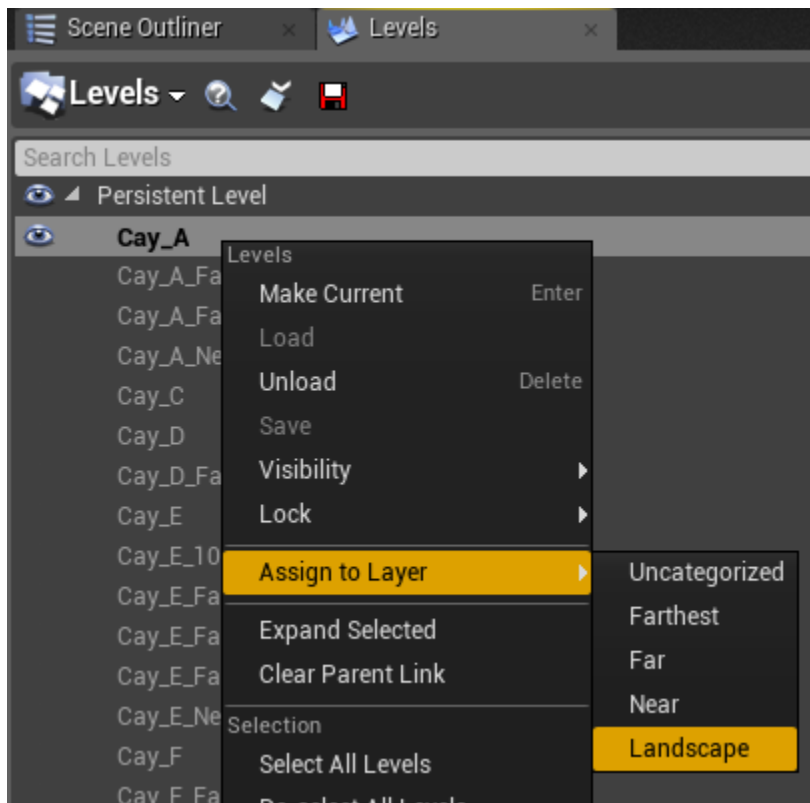 Scene Outliner
Levels
Levels
Search Levels
Persistent Level
Cay_A
Levels
Cay_A_Fa
Make Current Enter
Cay_A_Fa
Load
Cay_A_Ne
Unload Delete
Cay_C
Save
Cay_D
Visibility
Cay_D_Fa
Lock
Cay_E
Cay_E_10
Assign to Layer
Uncategorized
Cay_E_Fa
Farthest
Cay_E_Fa
Expand Selected
Far
Cay_E_Fa
Clear Parent Link
Near
Cay_E_Ne
Selection
Landscape
Cay_F
Select All Levels